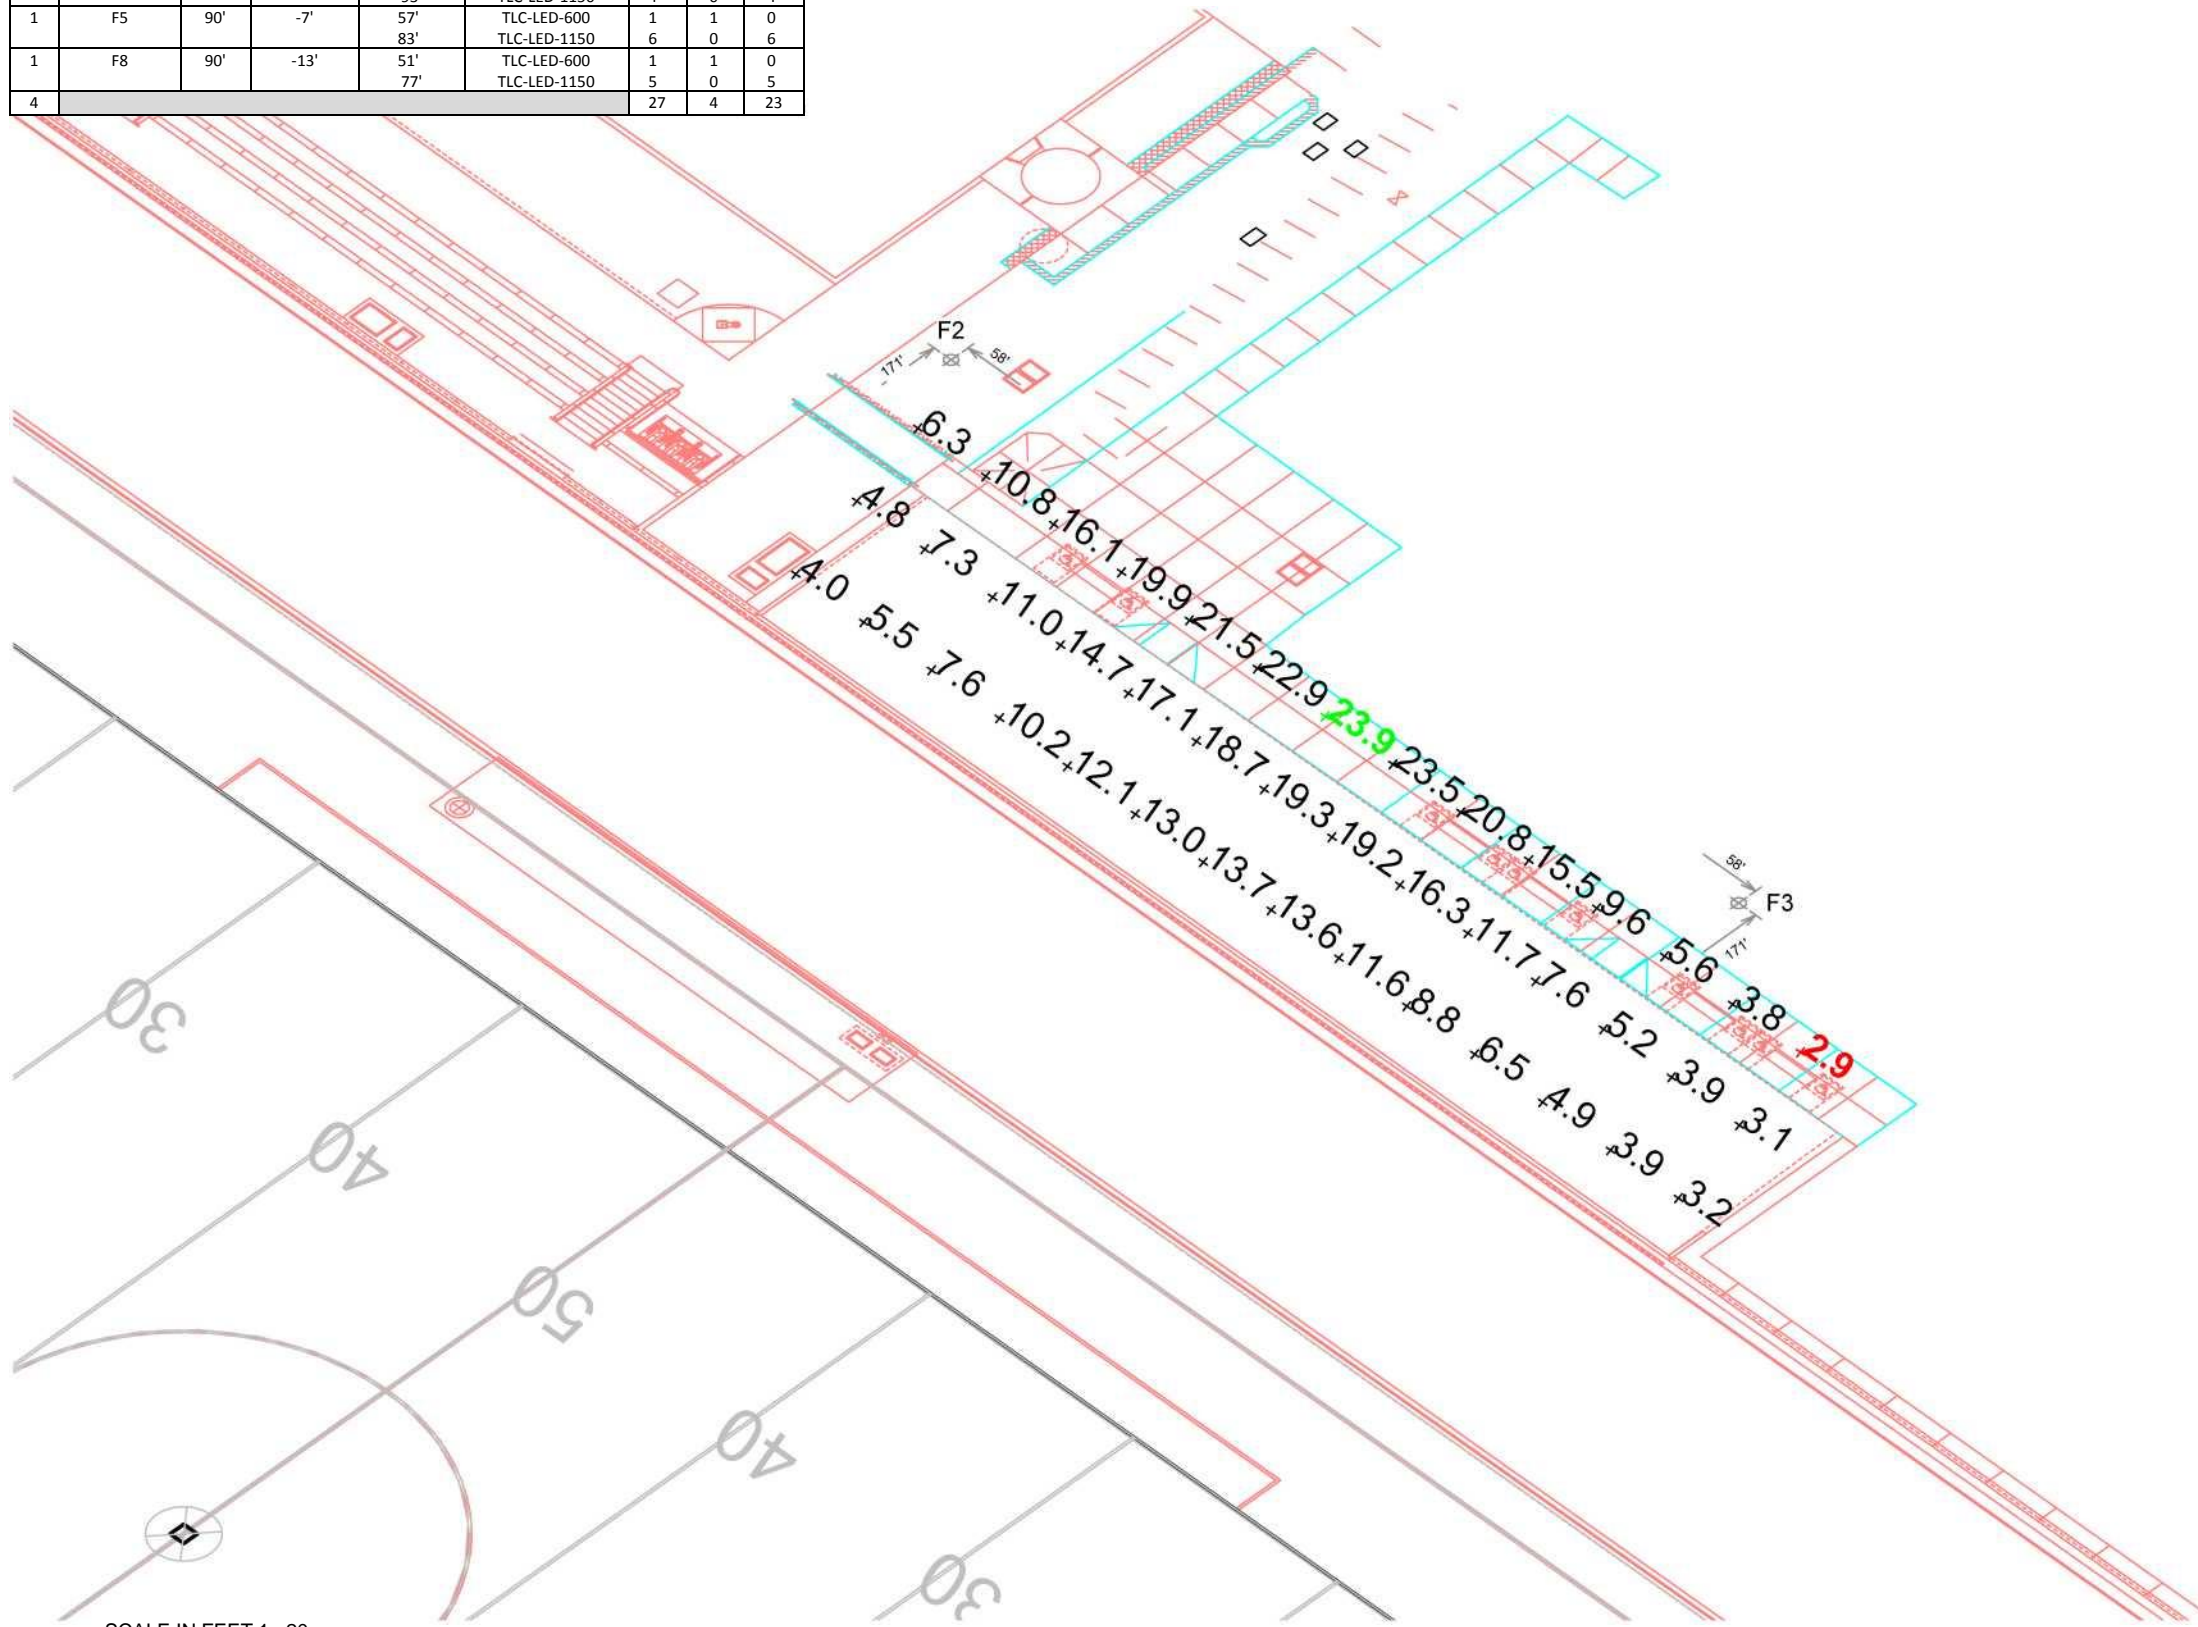 1 F5 90' -7' 57' TLC-LED-600 1 1 0
83' TLC-LED-1150 6 0 6
1 F8 90' -13' 51' TLC-LED-600 1 1 0
77' TLC-LED-1150 5 0 5
4 27 4 23
F2
171'
58'
6.3 10.8 16.1 19.9 21.5 22.9 23.9 23.5 20.8 15.5 9.6 5.6 3.8 2.9
4.8 7.3 11.0 14.7 17.1 18.7 19.3 19.2 16.3 11.7 7.6 5.2 3.9 3.1
4.0 5.5 7.6 10.2 12.1 13.0 13.7 13.6 11.6 8.8 6.5 4.9 3.9 3.2
58'
F3
171'
30
40
50
40
30